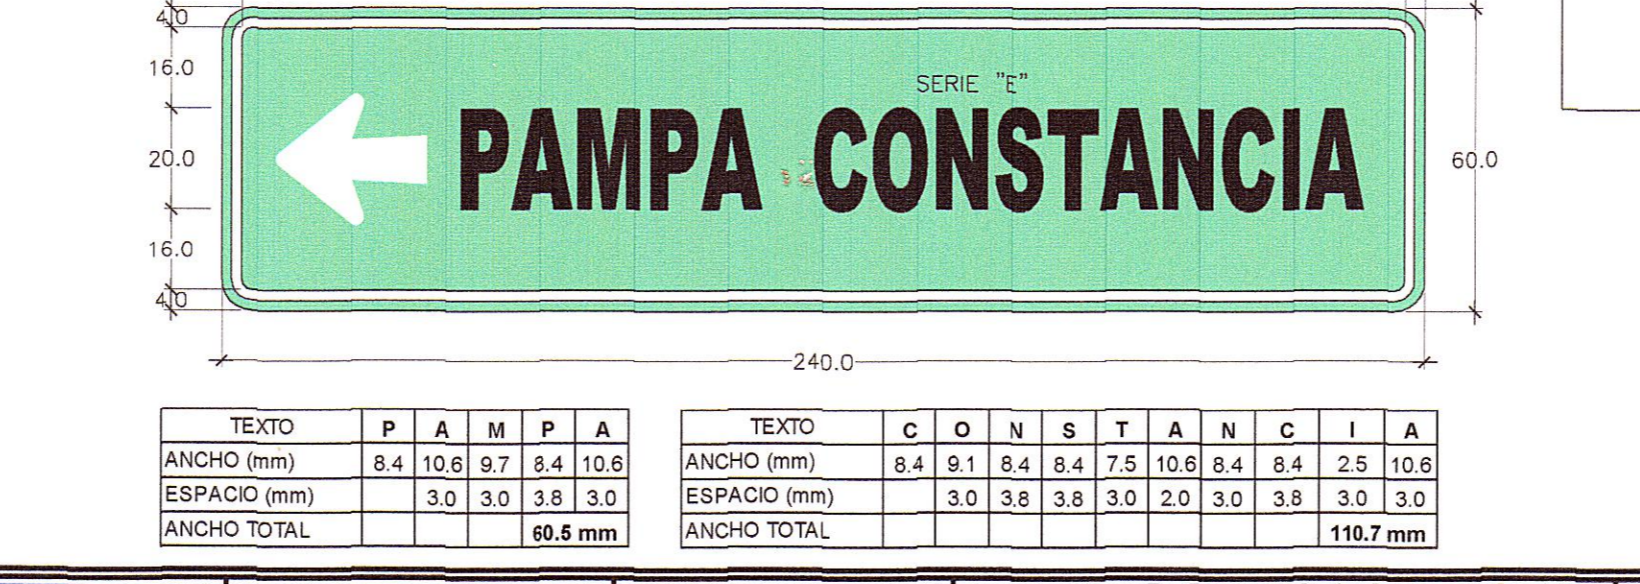 4.0
16.0
SERIE "E"
PAMPA CONSTANCIA
20.0
60.0
16.0
4.0
240.0
TEXTO P A M P A
ANCHO (mm) 8.4 10.6 9.7 8.4 10.6
ESPACIO (mm) 3.0 3.0 3.8 3.0
ANCHO TOTAL 60.5 mm
TEXTO C O N S T A N C I A
ANCHO (mm) 8.4 9.1 8.4 8.4 7.5 10.6 8.4 8.4 2.5 10.6
ESPACIO (mm) 3.0 3.8 3.8 3.0 2.0 3.0 3.8 3.0 3.0
ANCHO TOTAL 110.7 mm